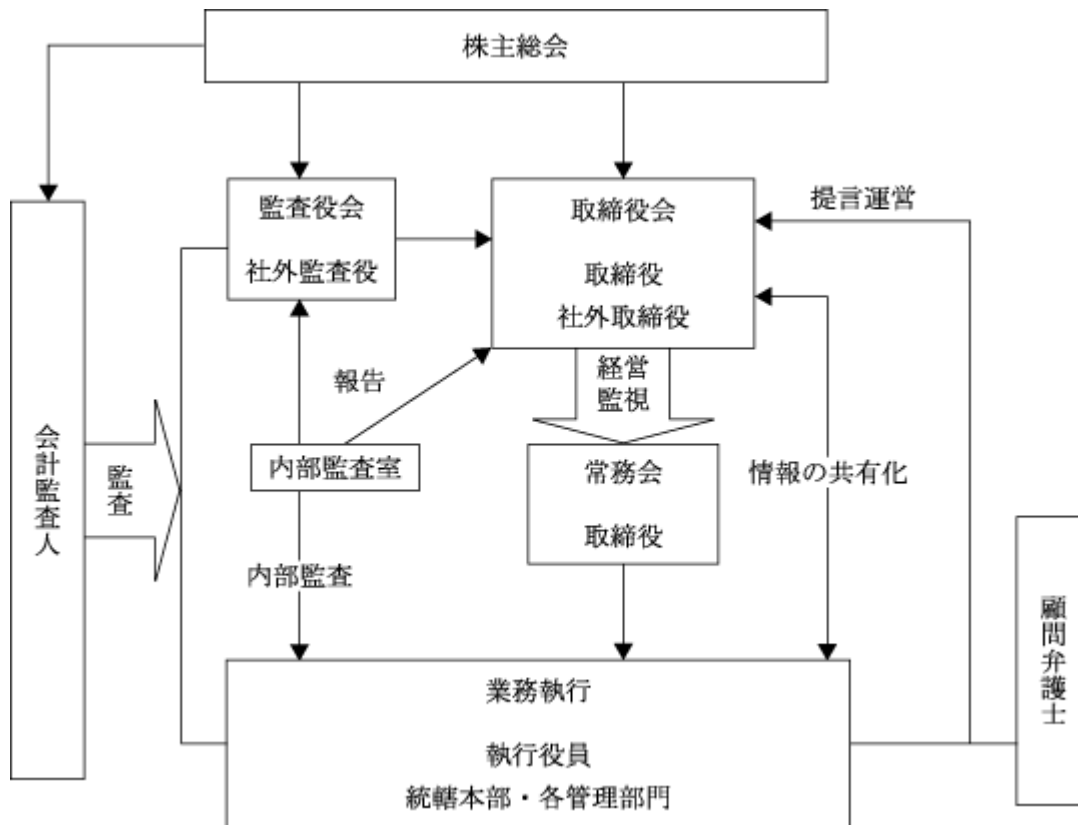 株主総会
監査役会
社外監査役
取締役会
取締役
社外取締役
提言運営
経営
監視
報告
会計監査人
監査
内部監査室
常務会
取締役
情報の共有化
内部監査
顧問弁護士
業務執行
執行役員
統轄本部・各管理部門